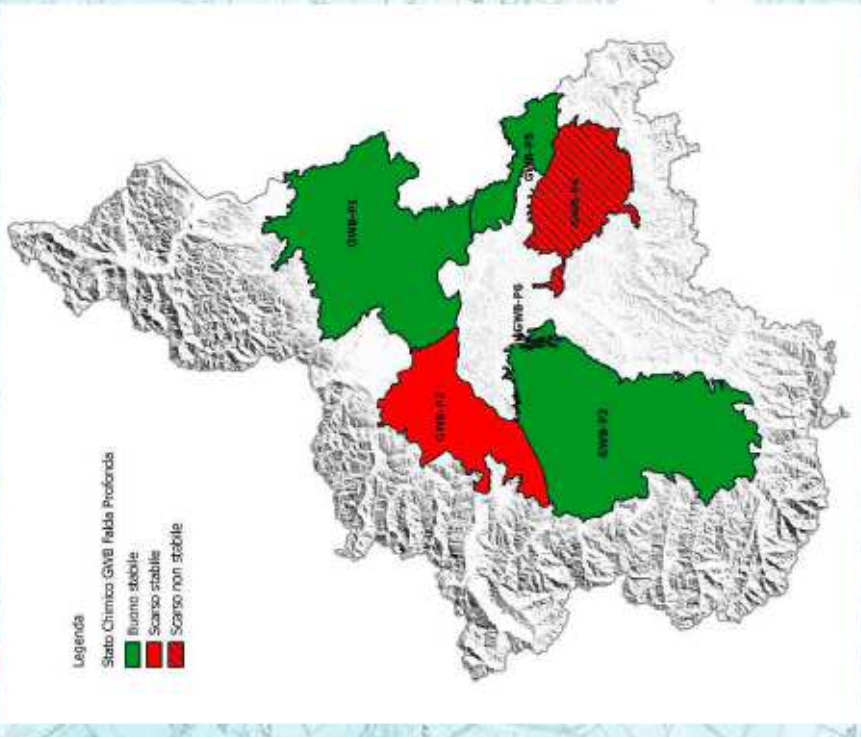 Legenda
Stato Chimico GWB Falda Profonda
Buono stabile
Scarso stabile
Scarso non stabile
GWB-P1
GWB-P2
GWB-P3
GWB-P4
GWB-P5
GWB-P6